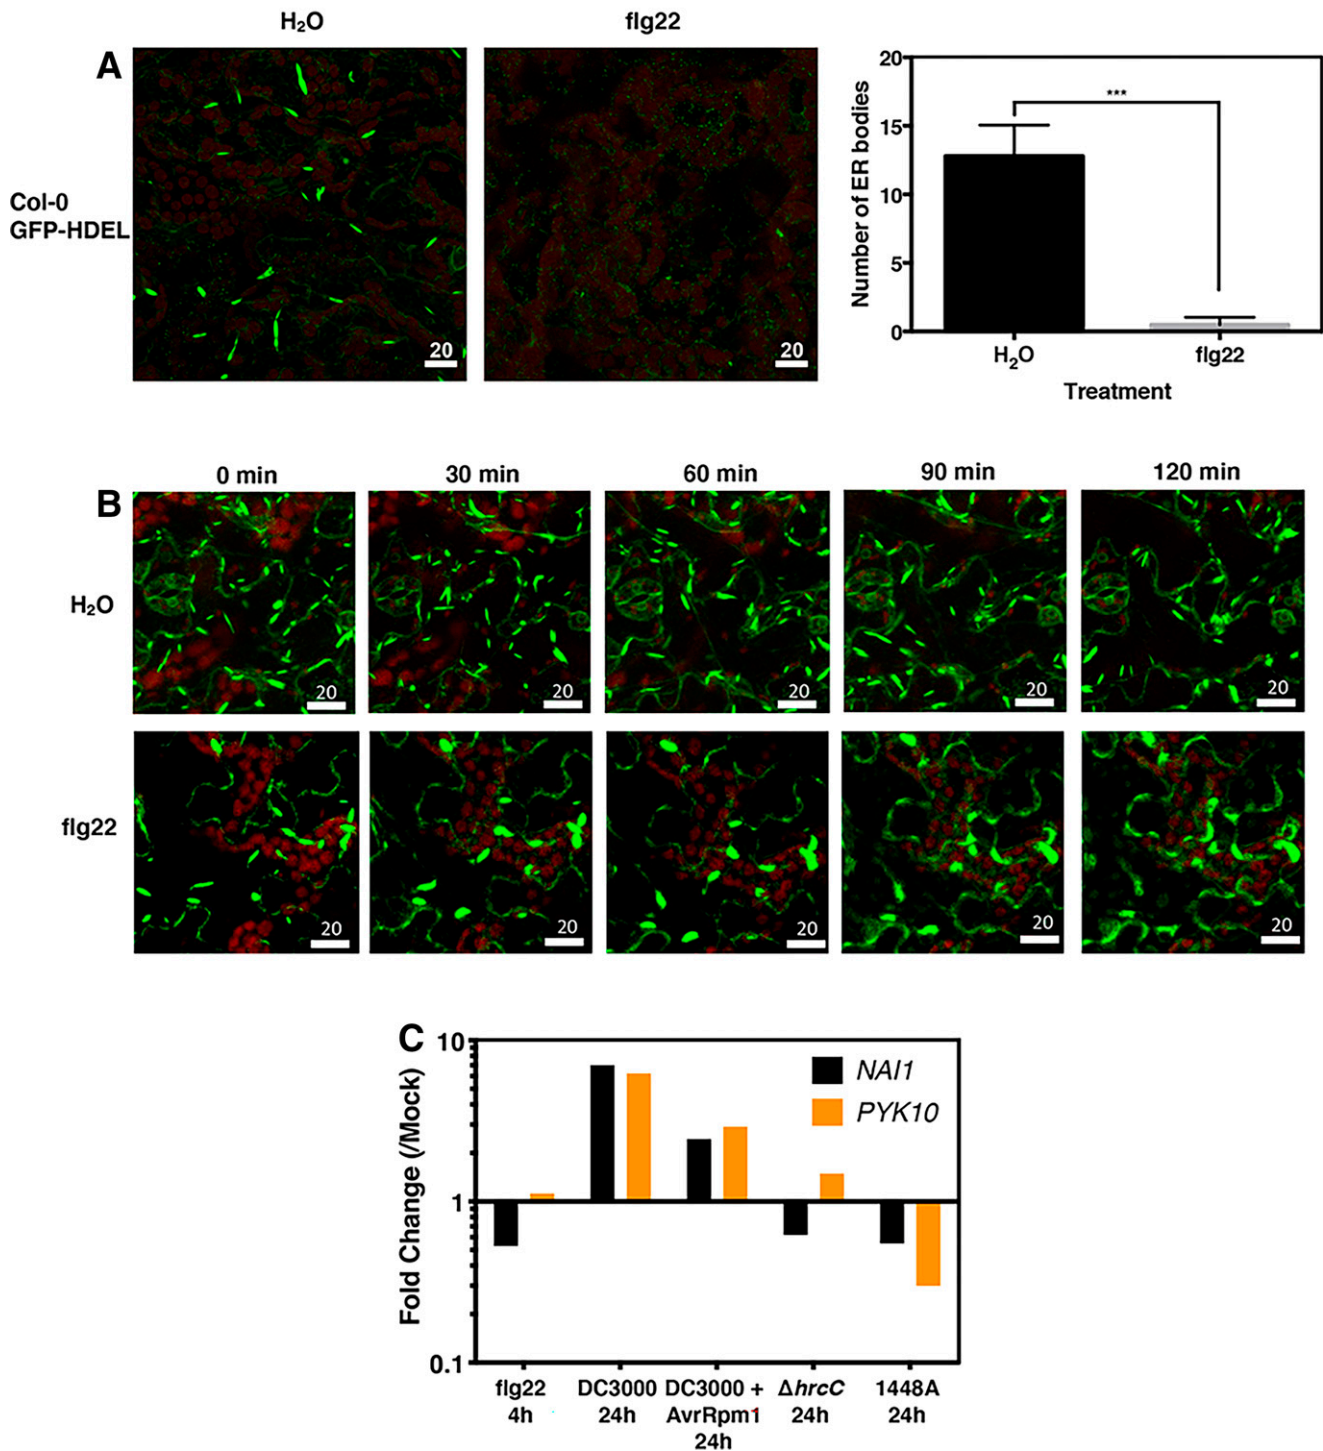 H₂O
flg22
A
Col-0
GFP-HDEL
20
20
Number of ER bodies
20
15
10
5
0
***
H₂O
flg22
Treatment
B
0 min
30 min
60 min
90 min
120 min
H₂O
20
20
20
20
20
flg22
20
20
20
20
20
C
Fold Change (/Mock)
10
1
0.1
NAI1
PYK10
flg22
4h
DC3000
24h
DC3000 +
AvrRpm1
24h
ΔhrcC
24h
1448A
24h